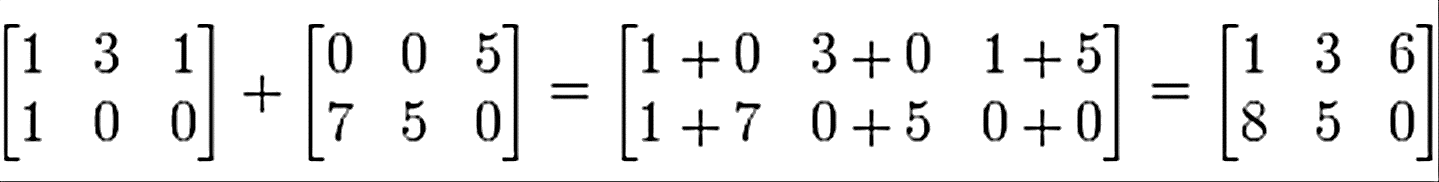 [1 3 1] + [0 0 5] = [1+0 3+0 1+5] = [1 3 6]
[1 0 0] [7 5 0] [1+7 0+5 0+0] [8 5 0]